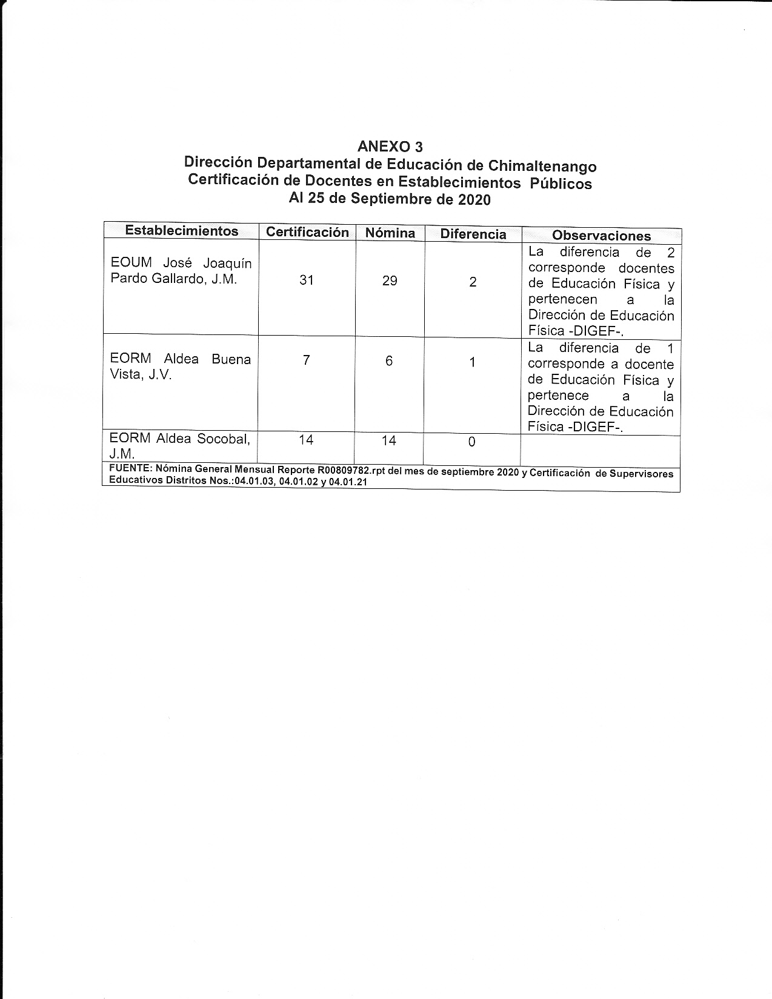 ANEXO 3
Dirección Departamental de Educación de Chimaltenango
Certificación de Docentes en Establecimientos Públicos
Al 25 de Septiembre de 2020
Establecimientos Certificación Nómina Diferencia Observaciones
EOUM José Joaquín
Pardo Gallardo, J.M.
31
29
2
La diferencia de 2
corresponde docentes
de Educación Física y
pertenecen a la
Dirección de Educación
Física -DIGEF-.
EORM Aldea Buena
Vista, J.V.
7
6
1
La diferencia de 1
corresponde a docente
de Educación Física y
pertenece a la
Dirección de Educación
Física -DIGEF-.
EORM Aldea Socobal,
J.M.
14
14
0
FUENTE: Nómina General Mensual Reporte R00809782.rpt del mes de septiembre 2020 y Certificación de Supervisores
Educativos Distritos Nos.:04.01.03, 04.01.02 y 04.01.21